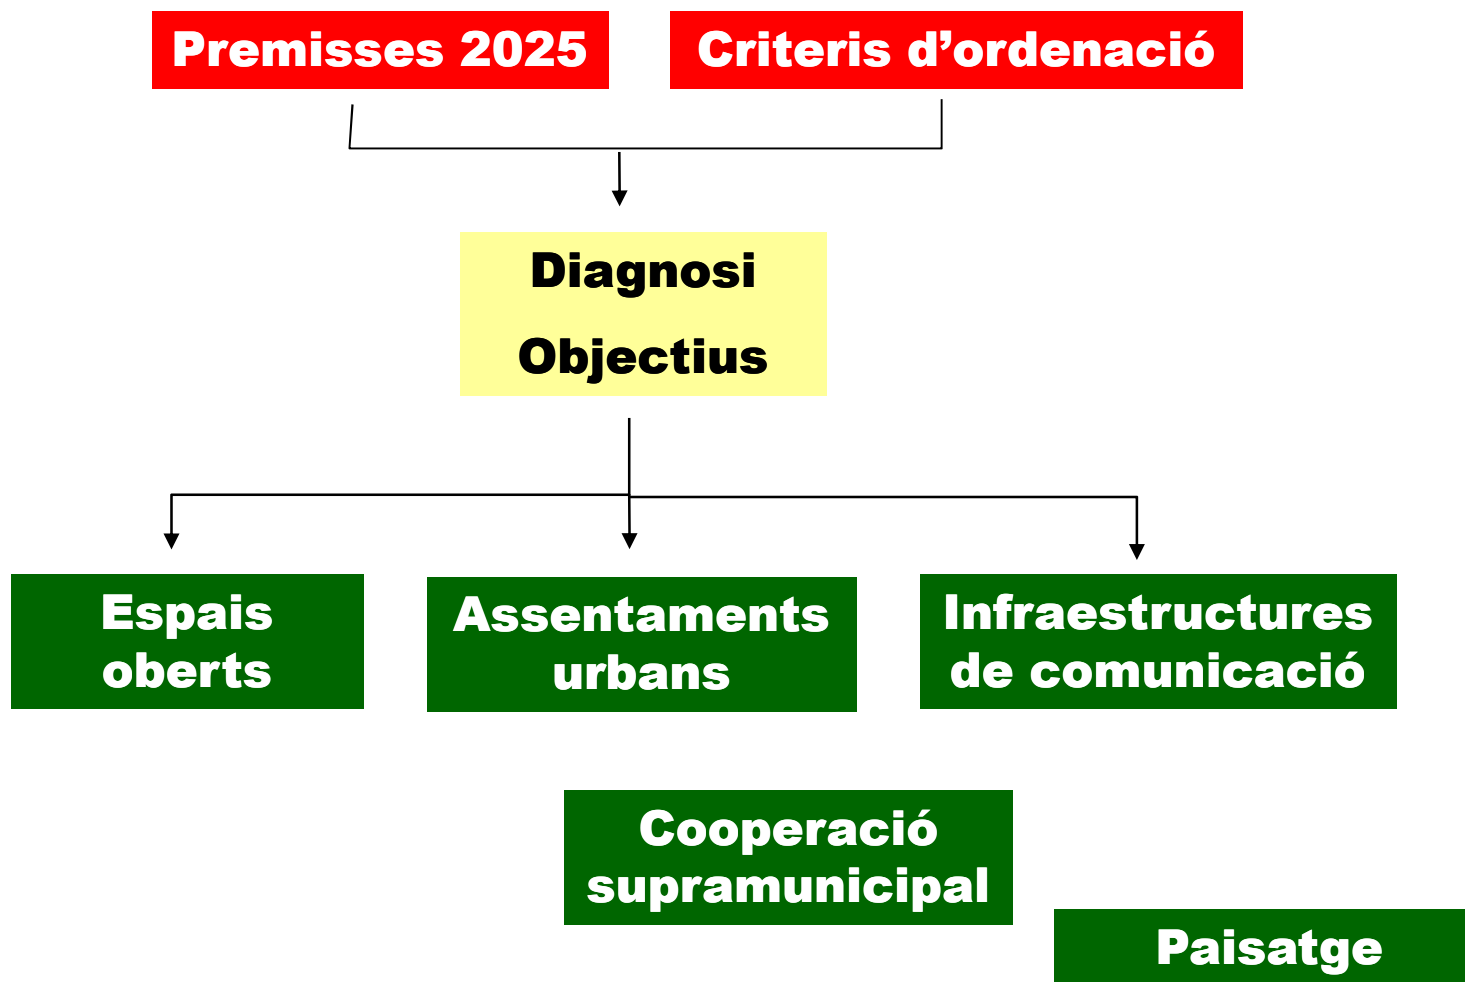 Premisses 2025
Criteris d’ordenació
Diagnosi
Objectius
Espais
oberts
Assentaments
urbans
Infraestructures
de comunicació
Cooperació
supramunicipal
Paisatge